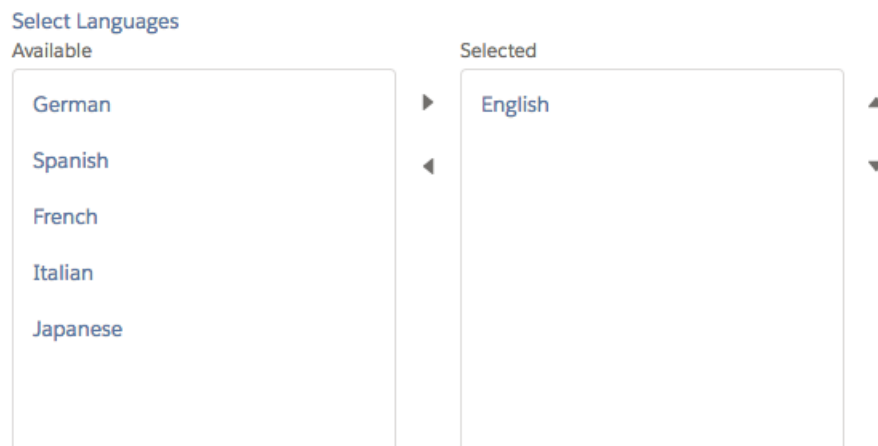 Select Languages
Available
German
Spanish
French
Italian
Japanese
Selected
English